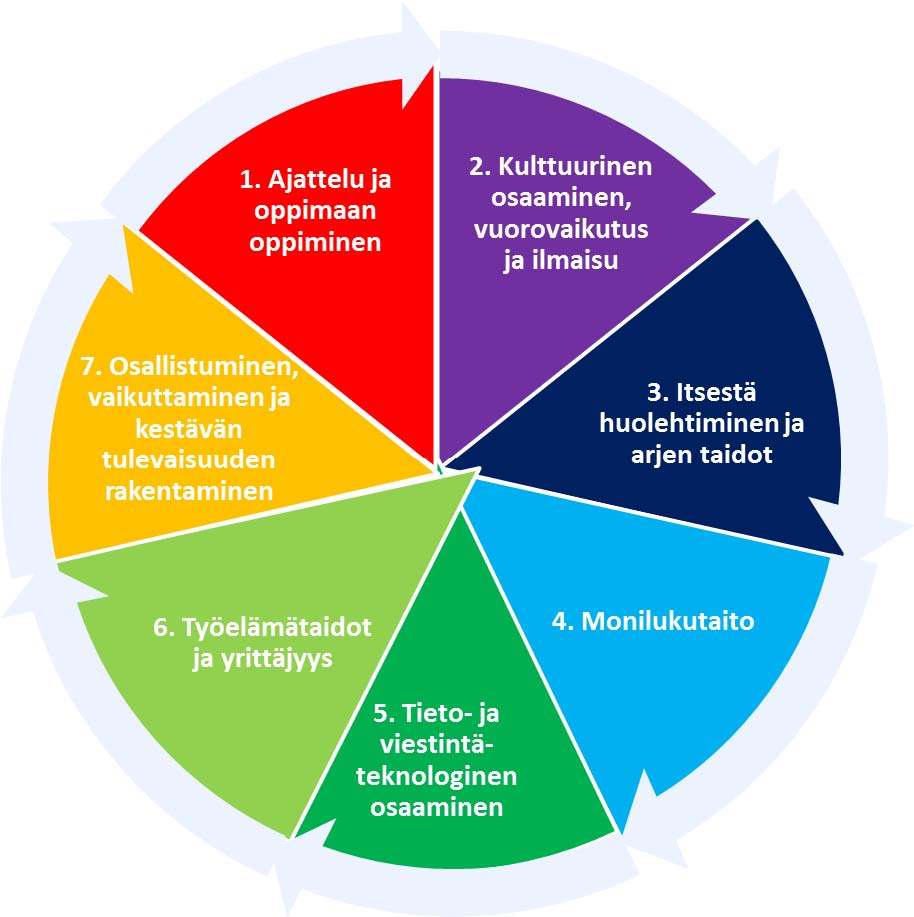 1. Ajattelu ja
oppimaan
oppiminen
2. Kulttuurinen
osaaminen,
vuorovaikutus
ja ilmaisu
3. Itsestä
huolehtiminen ja
arjen taidot
4. Monilukutaito
5. Tieto- ja
viestintä-
teknologinen
osaaminen
6. Työelämätaidot
ja yrittäjyys
7. Osallistuminen,
vaikuttaminen ja
kestävän
tulevaisuuden
rakentaminen